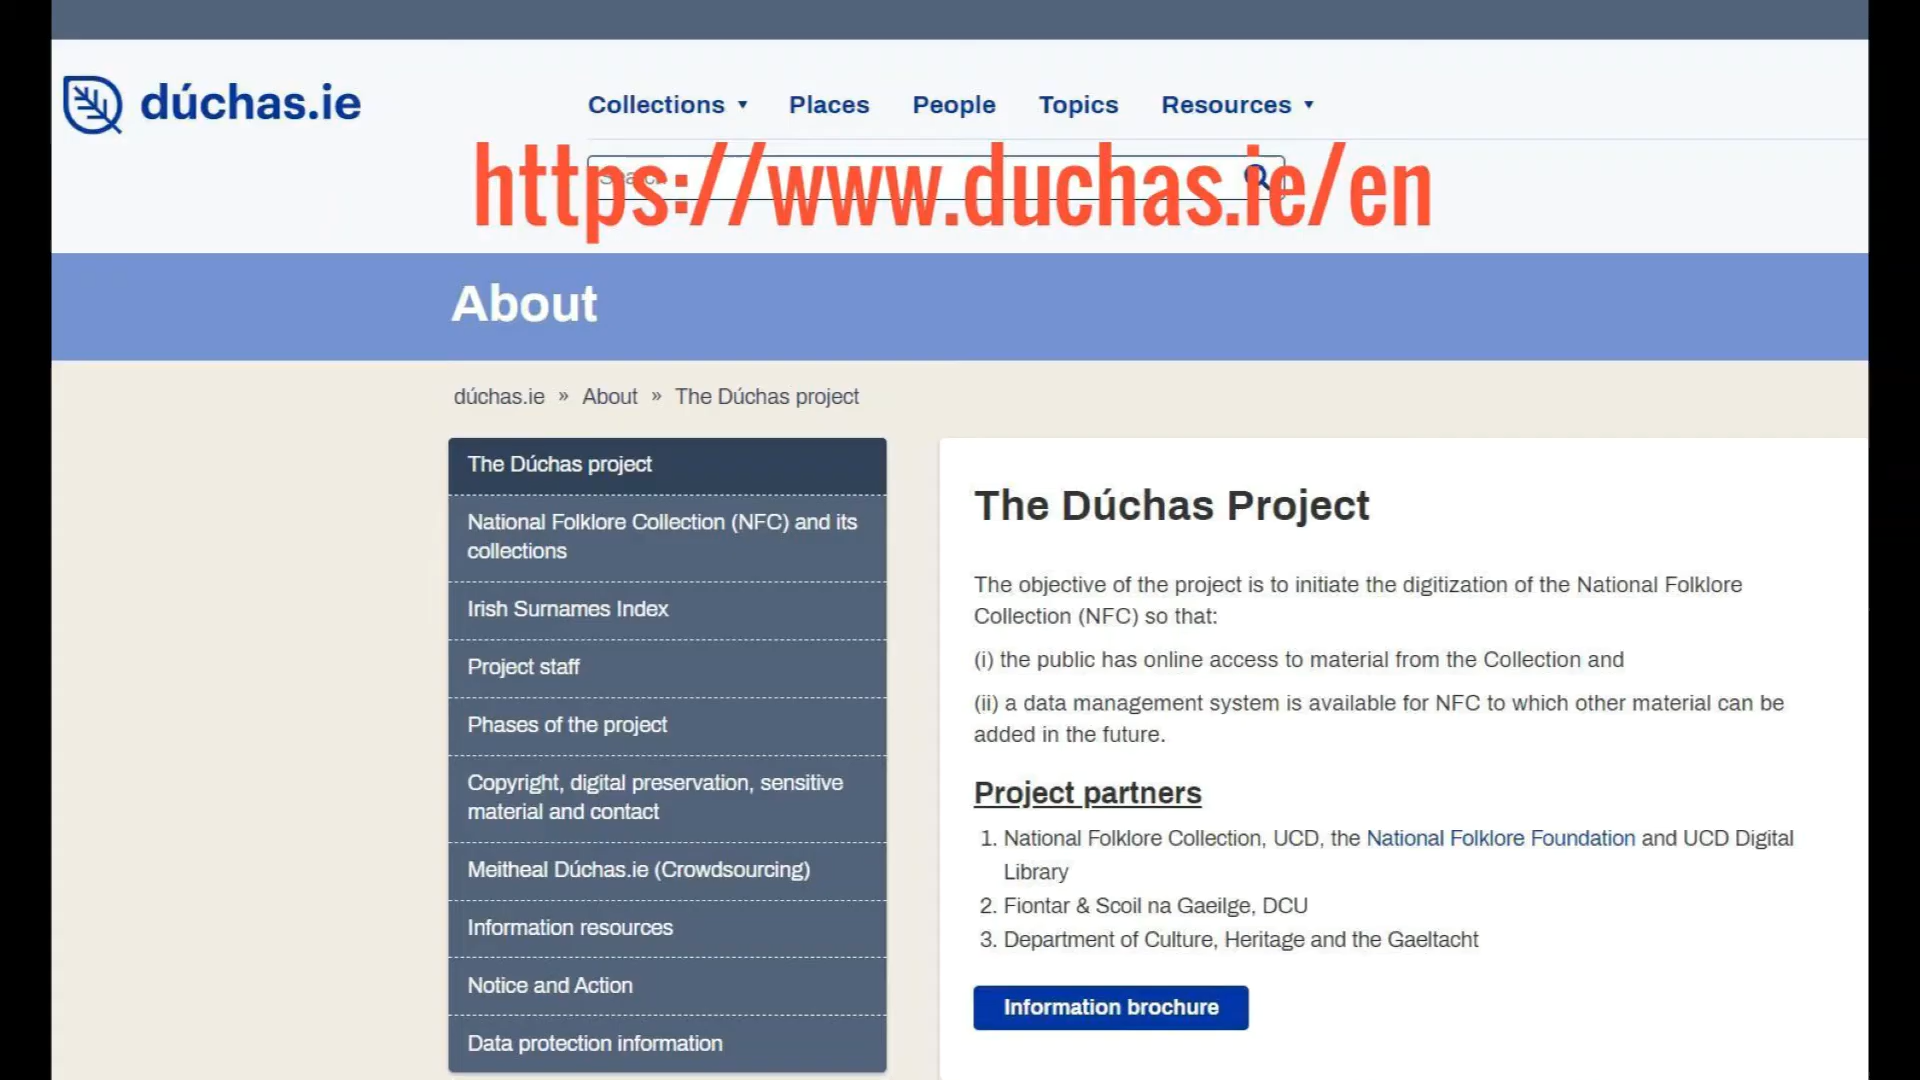 dúchas.ie
Collections ▼ Places People Topics Resources ▼
Search
https://www.duchas.ie/en
About
dúchas.ie » About » The Dúchas project
The Dúchas project
National Folklore Collection (NFC) and its
collections
Irish Surnames Index
Project staff
Phases of the project
Copyright, digital preservation, sensitive
material and contact
Meitheal Dúchas.ie (Crowdsourcing)
Information resources
Notice and Action
Data protection information
The Dúchas Project
The objective of the project is to initiate the digitization of the National Folklore
Collection (NFC) so that:
(i) the public has online access to material from the Collection and
(ii) a data management system is available for NFC to which other material can be
added in the future.
Project partners
1. National Folklore Collection, UCD, the National Folklore Foundation and UCD Digital
Library
2. Fiontar & Scoil na Gaeilge, DCU
3. Department of Culture, Heritage and the Gaeltacht
Information brochure